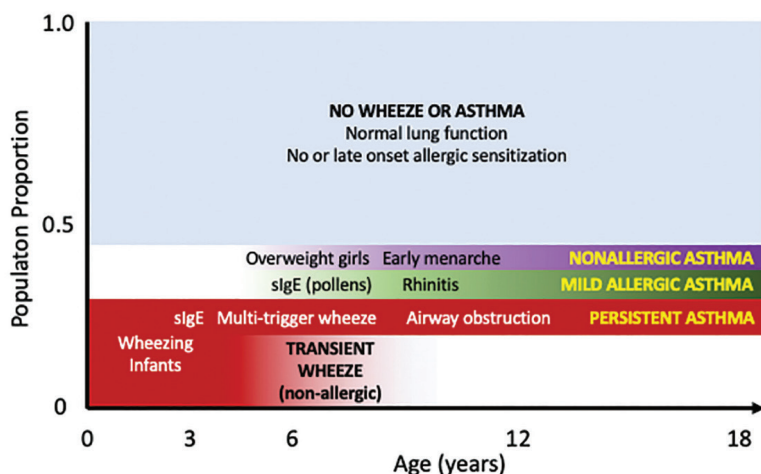 1.0
NO WHEEZE OR ASTHMA
Normal lung function
No or late onset allergic sensitization
Populaton Proportion
0.5
Overweight girls Early menarche NONALLERGIC ASTHMA
sIgE (pollens) Rhinitis MILD ALLERGIC ASTHMA
sIgE Multi-trigger wheeze Airway obstruction PERSISTENT ASTHMA
Wheezing
Infants
TRANSIENT
WHEEZE
(non-allergic)
0
0 3 6 12 18
Age (years)